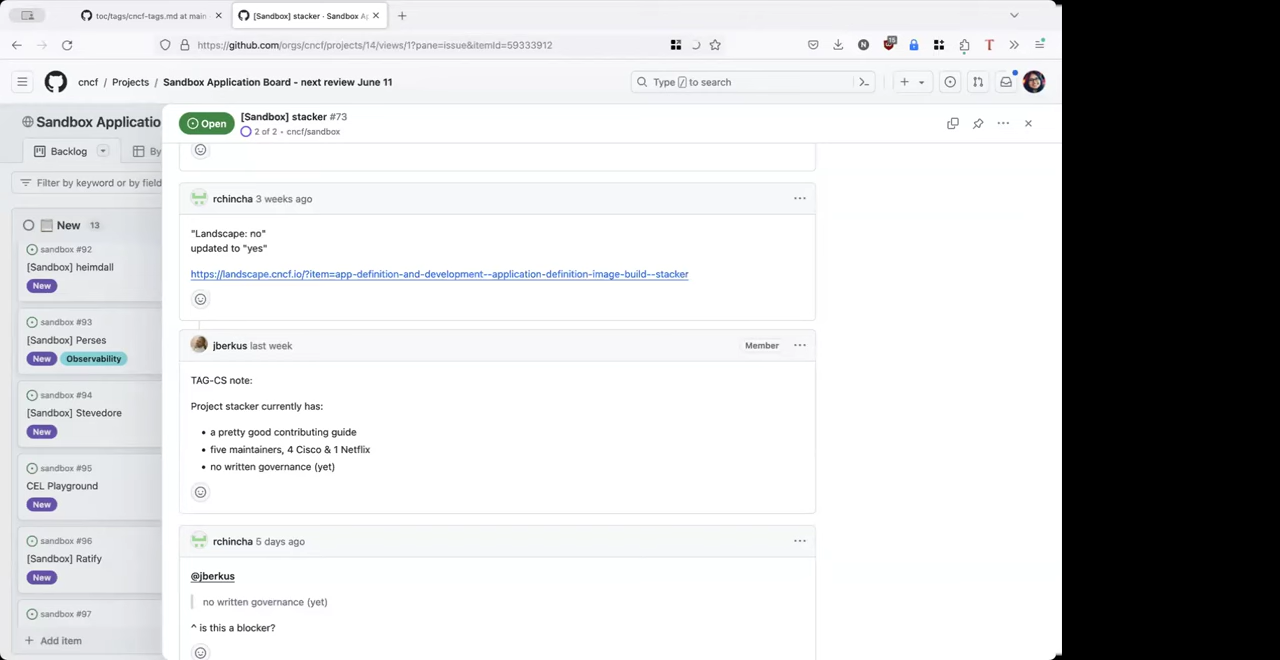 toc/tags/cncf-tags.md at main
[Sandbox] stacker · Sandbox Ap
https://github.com/orgs/cncf/projects/14/views/1?pane=issue&itemId=59333912
15
cncf / Projects / Sandbox Application Board - next review June 11
Type / to search
Sandbox Applicatio
Open
[Sandbox] stacker #73
2 of 2 • cncf/sandbox
Backlog
By
Filter by keyword or by field
New 13
sandbox #92
[Sandbox] heimdall
New
sandbox #93
[Sandbox] Perses
New
Observability
sandbox #94
[Sandbox] Stevedore
New
sandbox #95
CEL Playground
New
sandbox #96
[Sandbox] Ratify
New
sandbox #97
+ Add item
rchincha 3 weeks ago
"Landscape: no"
updated to "yes"
https://landscape.cncf.io/?item=app-definition-and-development--application-definition-image-build--stacker
jberkus last week
Member
TAG-CS note:
Project stacker currently has:
• a pretty good contributing guide
• five maintainers, 4 Cisco & 1 Netflix
• no written governance (yet)
rchincha 5 days ago
@jberkus
no written governance (yet)
^ is this a blocker?